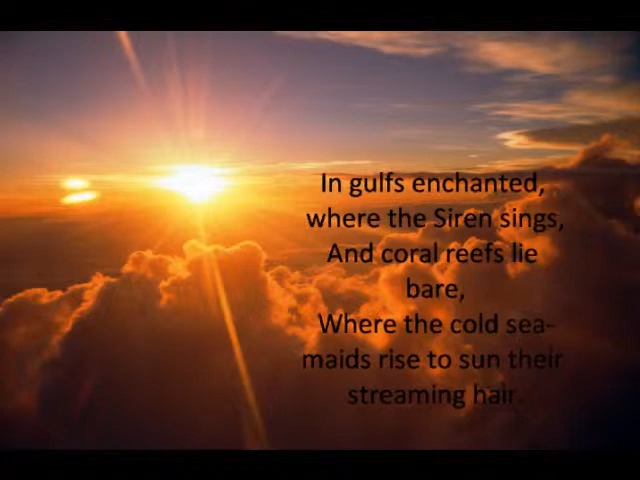 In gulfs enchanted,
where the Siren sings,
And coral reefs lie
bare,
Where the cold sea-
maids rise to sun their
streaming hair.